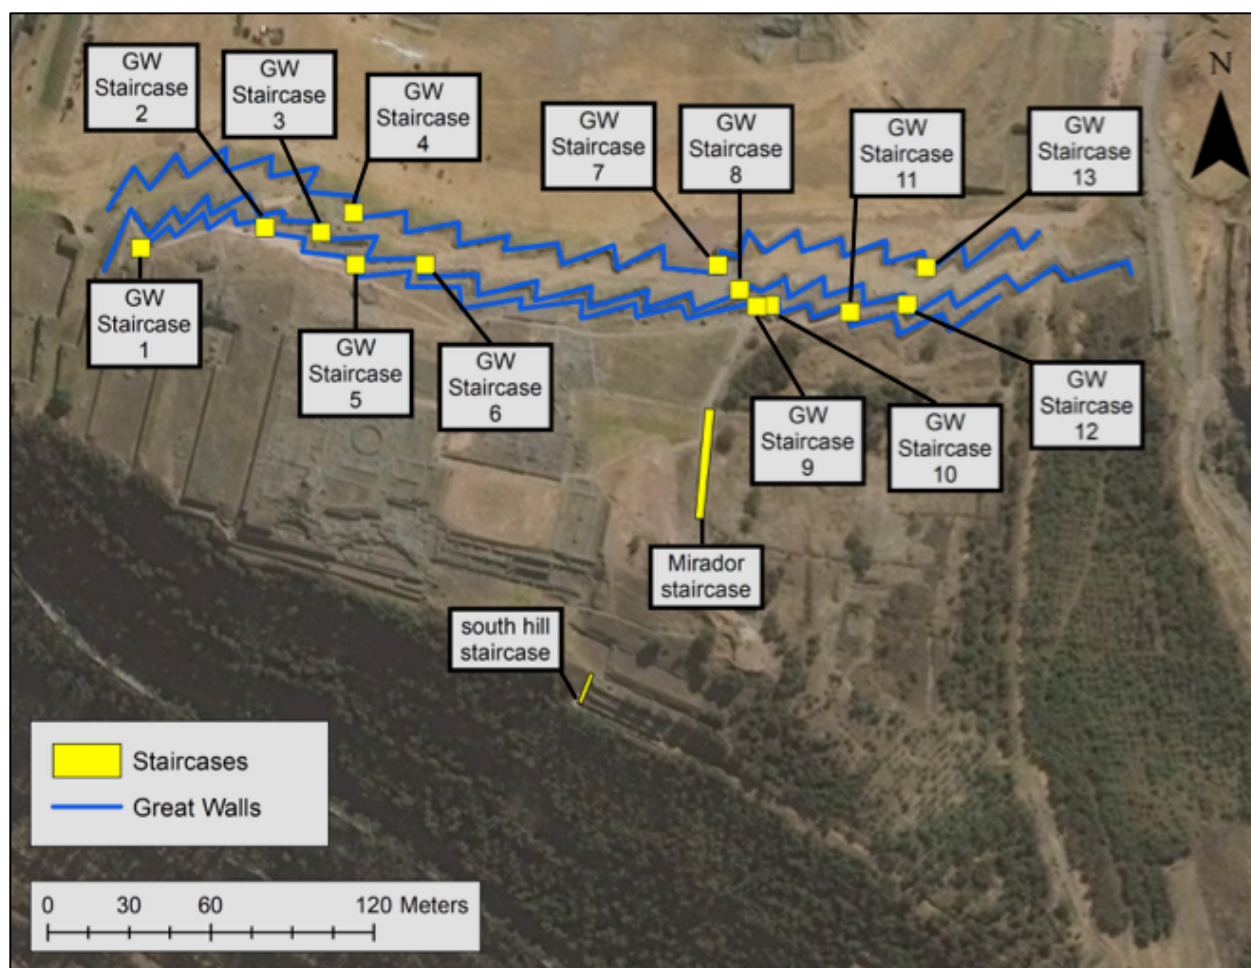 GW
Staircase
2
GW
Staircase
3
GW
Staircase
4
GW
Staircase
7
GW
Staircase
8
GW
Staircase
11
GW
Staircase
13
N
GW
Staircase
1
GW
Staircase
5
GW
Staircase
6
GW
Staircase
9
GW
Staircase
10
GW
Staircase
12
Mirador
staircase
south hill
staircase
Staircases
Great Walls
0 30 60 120 Meters